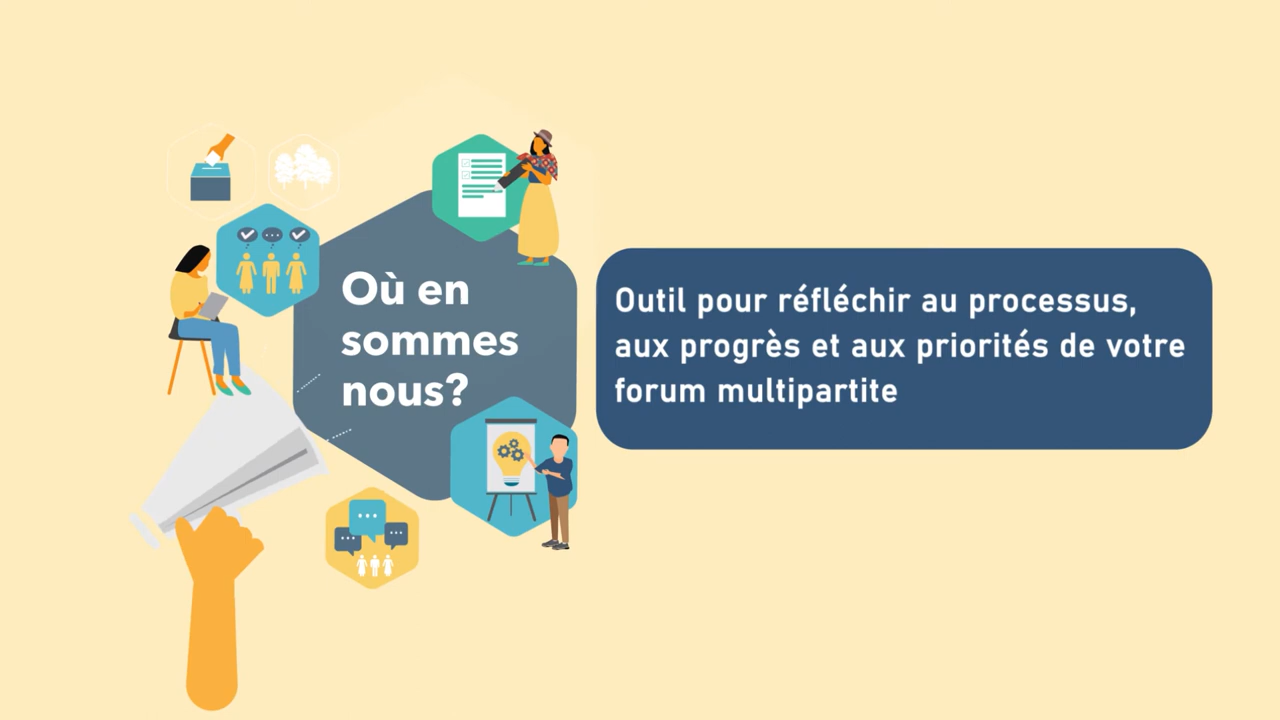 Où en
sommes
nous?
Outil pour réfléchir au processus,
aux progrès et aux priorités de votre
forum multipartite